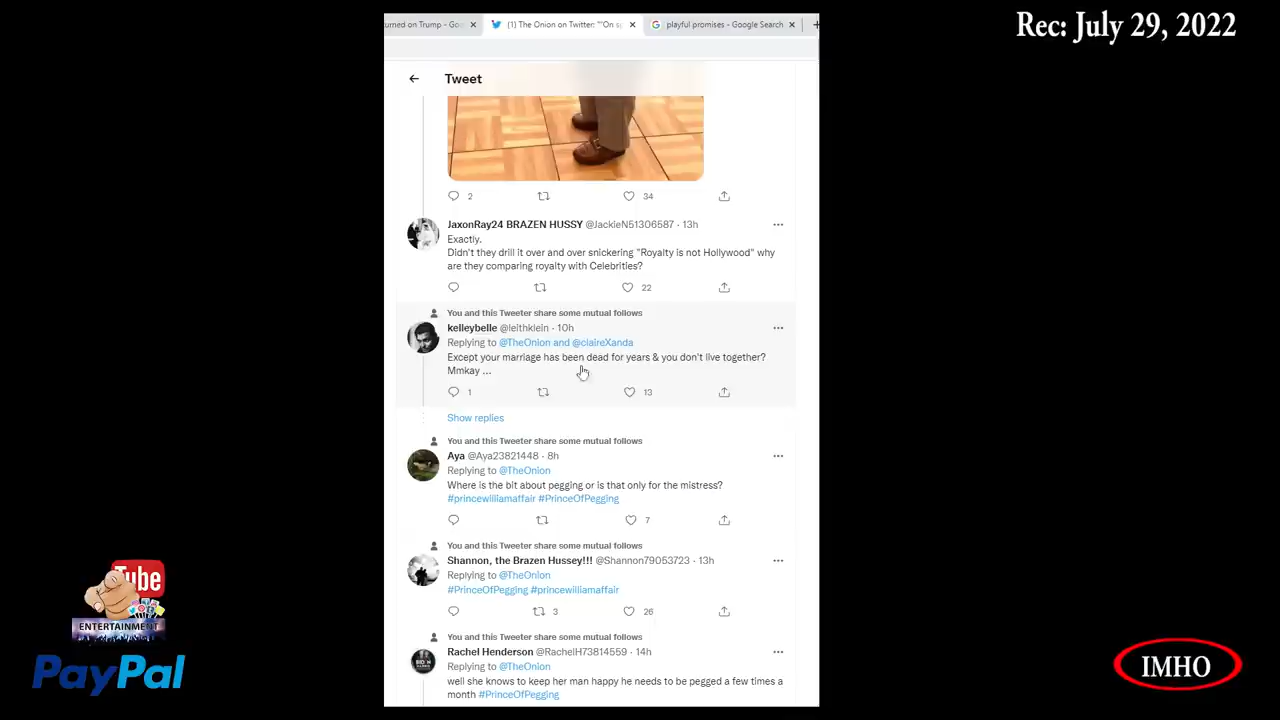 Rec: July 29, 2022
urned on Trump - Goo
(1) The Onion on Twitter: "'On s
playful promises - Google Search
Tweet
2
34
JaxonRay24 BRAZEN HUSSY @JackieN51306587 · 13h
Exactly.
Didn't they drill it over and over snickering "Royalty is not Hollywood" why
are they comparing royalty with Celebrities?
22
You and this Tweeter share some mutual follows
kelleybelle @leithklein · 10h
Replying to @TheOnion and @claireXanda
Except your marriage has been dead for years & you don't live together?
Mmkay ...
1
13
Show replies
You and this Tweeter share some mutual follows
Aya @Aya23821448 · 8h
Replying to @TheOnion
Where is the bit about pegging or is that only for the mistress?
#princewilliamaffair #PrinceOfPegging
7
You and this Tweeter share some mutual follows
Shannon, the Brazen Hussey!!! @Shannon79053723 · 13h
Replying to @TheOnion
#PrinceOfPegging #princewilliamaffair
3
26
You and this Tweeter share some mutual follows
Rachel Henderson @RachelH73814559 · 14h
Replying to @TheOnion
well she knows to keep her man happy he needs to be pegged a few times a
month #PrinceOfPegging
Tube
ENTERTAINMENT
PayPal
IMHO